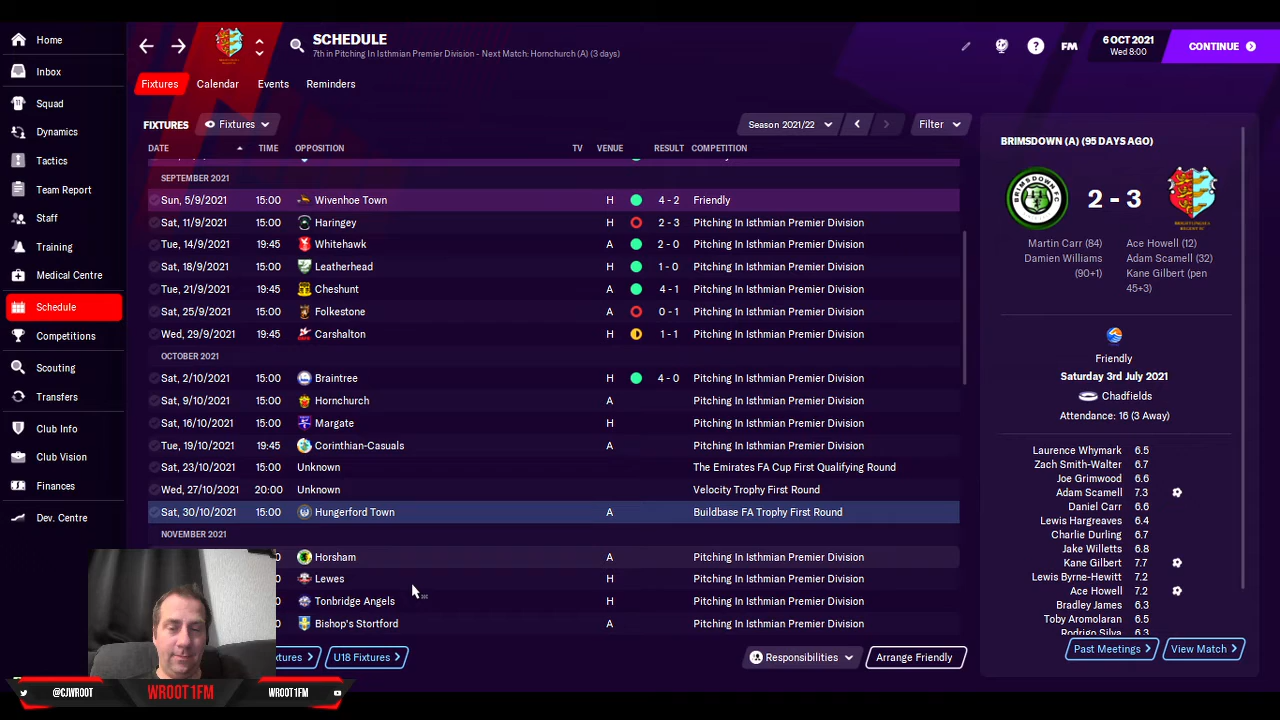 Home
Inbox
Squad
Dynamics
Tactics
Team Report
Staff
Training
Medical Centre
Schedule
Competitions
Scouting
Transfers
Club Info
Club Vision
Finances
Dev. Centre
SCHEDULE
7th in Pitching In Isthmian Premier Division - Next Match: Hornchurch (A) (3 days)
? FM 6 OCT 2021 Wed 8:00 CONTINUE
Fixtures Calendar Events Reminders
FIXTURES Fixtures Season 2021/22 Filter
DATE TIME OPPOSITION TV VENUE RESULT COMPETITION
SEPTEMBER 2021
Sun, 5/9/2021 15:00 Wivenhoe Town H 4 - 2 Friendly
Sat, 11/9/2021 15:00 Haringey H 2 - 3 Pitching In Isthmian Premier Division
Tue, 14/9/2021 19:45 Whitehawk A 2 - 0 Pitching In Isthmian Premier Division
Sat, 18/9/2021 15:00 Leatherhead H 1 - 0 Pitching In Isthmian Premier Division
Tue, 21/9/2021 19:45 Cheshunt A 4 - 1 Pitching In Isthmian Premier Division
Sat, 25/9/2021 15:00 Folkestone A 0 - 1 Pitching In Isthmian Premier Division
Wed, 29/9/2021 19:45 Carshalton H 1 - 1 Pitching In Isthmian Premier Division
OCTOBER 2021
Sat, 2/10/2021 15:00 Braintree H 4 - 0 Pitching In Isthmian Premier Division
Sat, 9/10/2021 15:00 Hornchurch A Pitching In Isthmian Premier Division
Sat, 16/10/2021 15:00 Margate H Pitching In Isthmian Premier Division
Tue, 19/10/2021 19:45 Corinthian-Casuals A Pitching In Isthmian Premier Division
Sat, 23/10/2021 15:00 Unknown The Emirates FA Cup First Qualifying Round
Wed, 27/10/2021 20:00 Unknown Velocity Trophy First Round
Sat, 30/10/2021 15:00 Hungerford Town A Buildbase FA Trophy First Round
NOVEMBER 2021
Horsham A Pitching In Isthmian Premier Division
Lewes H Pitching In Isthmian Premier Division
Tonbridge Angels H Pitching In Isthmian Premier Division
Bishop's Stortford A Pitching In Isthmian Premier Division
U18 Fixtures Responsibilities Arrange Friendly
BRIMSDOWN (A) (95 DAYS AGO)
2 - 3
Martin Carr (84) Ace Howell (12)
Damien Williams Adam Scamell (32)
(90+1) Kane Gilbert (pen
45+3)
Friendly
Saturday 3rd July 2021
Chadfields
Attendance: 16 (3 Away)
Laurence Whymark 6.5
Zach Smith-Walter 6.7
Joe Grimwood 6.6
Adam Scamell 7.3
Daniel Carr 6.6
Lewis Hargreaves 6.4
Charlie Durling 6.7
Jake Willetts 6.8
Kane Gilbert 7.7
Lewis Byrne-Hewitt 7.2
Ace Howell 7.2
Bradley James 6.3
Toby Aromolaran 6.5
Rodrigo Silva 6.3
Past Meetings View Match
@CJWROOT WROOT1FM WROOT1FM